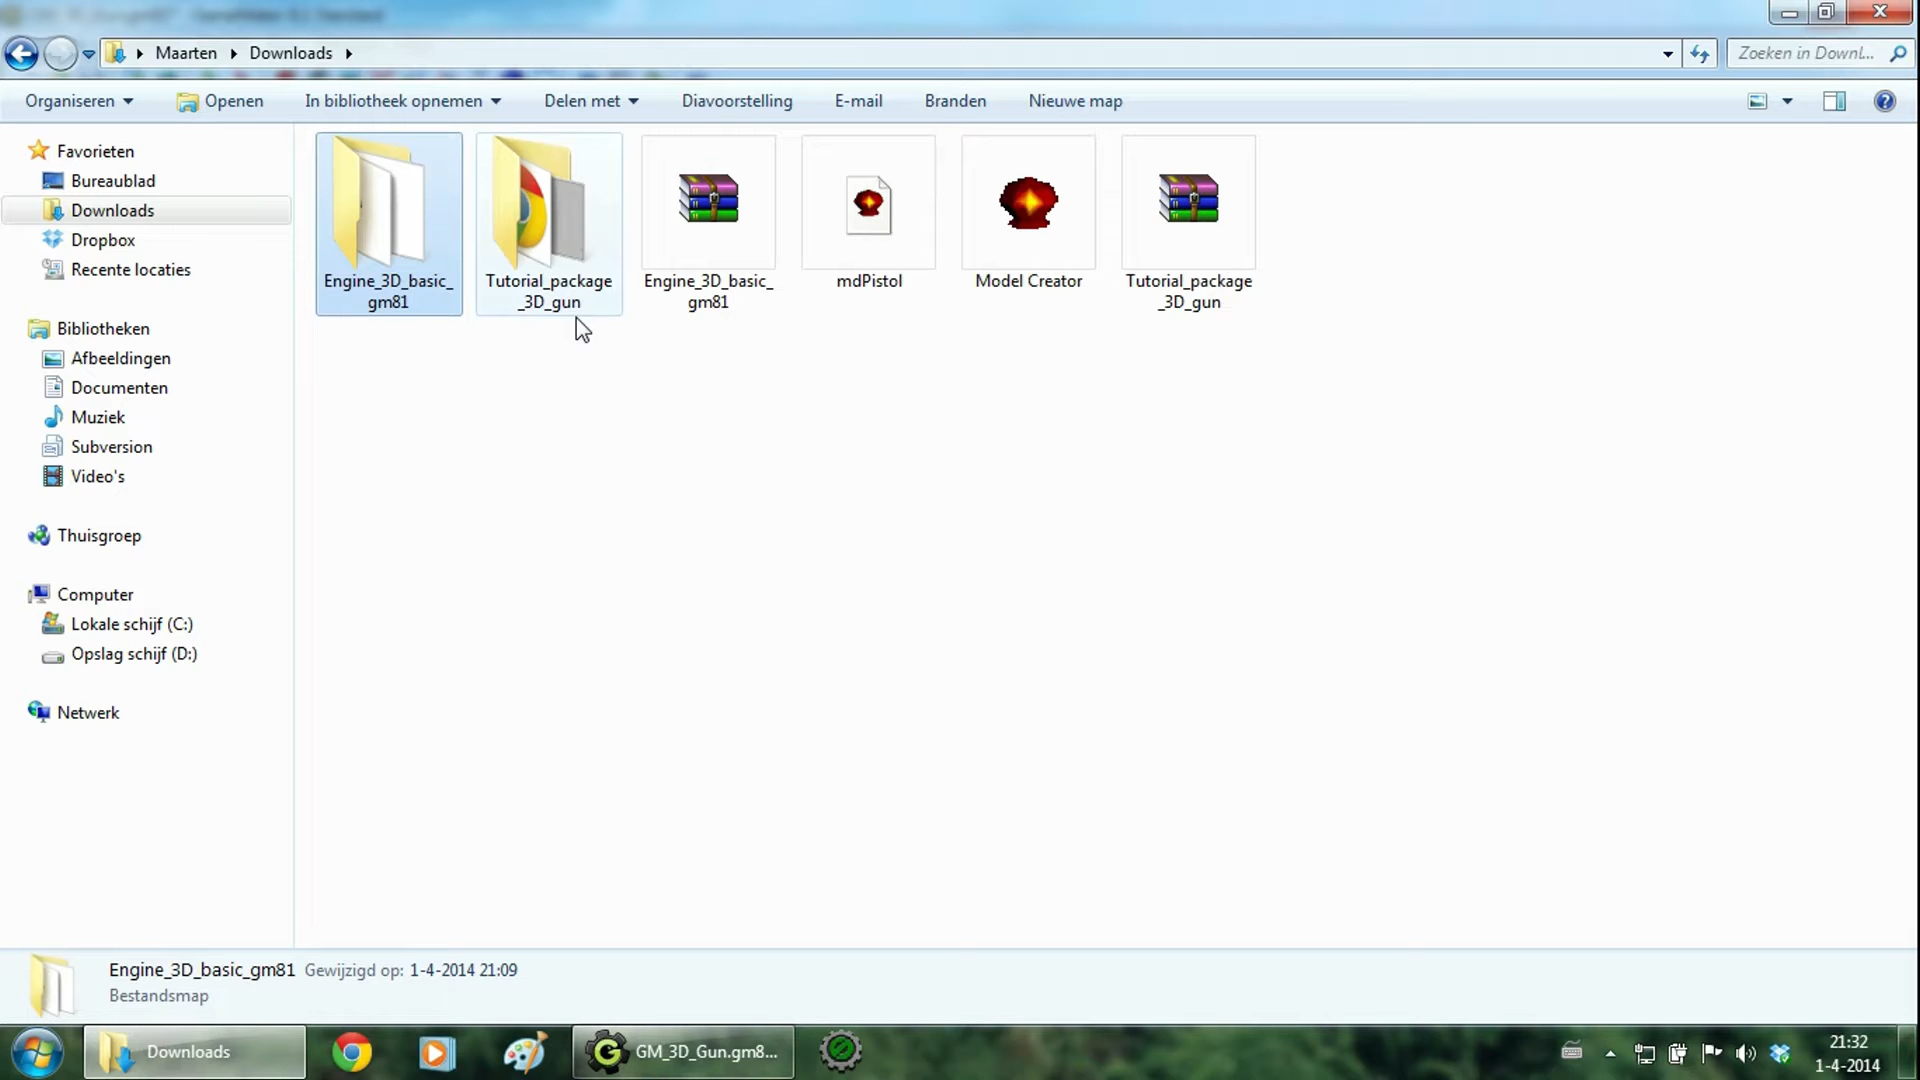 Maarten Downloads
Zoeken in Downl...
Organiseren Openen In bibliotheek opnemen Delen met Diavoorstelling E-mail Branden Nieuwe map
Favorieten
Bureaublad
Downloads
Dropbox
Recente locaties
Bibliotheken
Afbeeldingen
Documenten
Muziek
Subversion
Video's
Thuisgroep
Computer
Lokale schijf (C:)
Opslag schijf (D:)
Netwerk
Engine_3D_basic_
gm81
Tutorial_package
_3D_gun
Engine_3D_basic_
gm81
mdPistol
Model Creator
Tutorial_package
_3D_gun
Engine_3D_basic_gm81 Gewijzigd op: 1-4-2014 21:09
Bestandsmap
Downloads
GM_3D_Gun.gm8...
21:32
1-4-2014